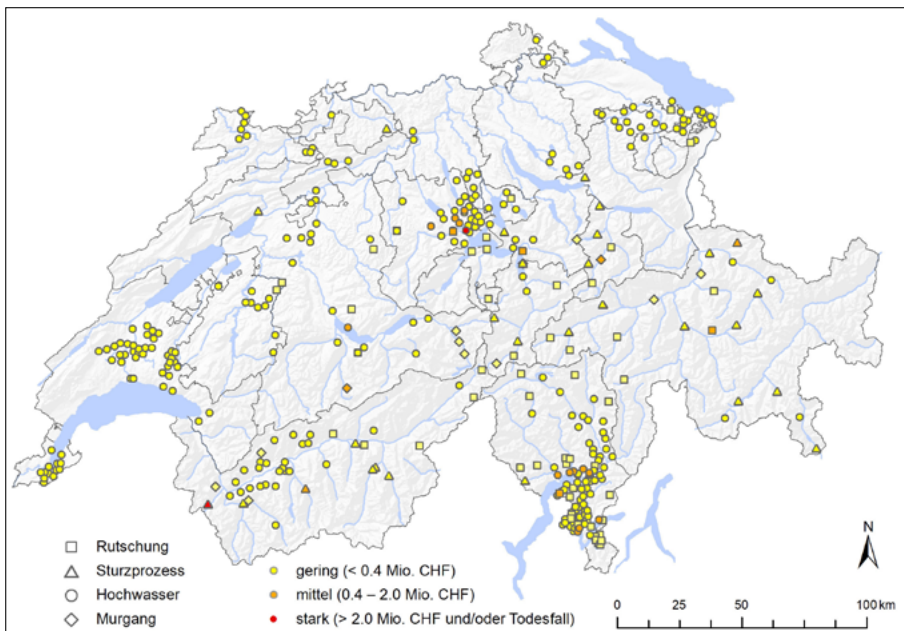 Rutschung
Sturzprozess
Hochwasser
Murgang
gering (< 0.4 Mio. CHF)
mittel (0.4 – 2.0 Mio. CHF)
stark (> 2.0 Mio. CHF und/oder Todesfall)
N
0 25 50 100 km